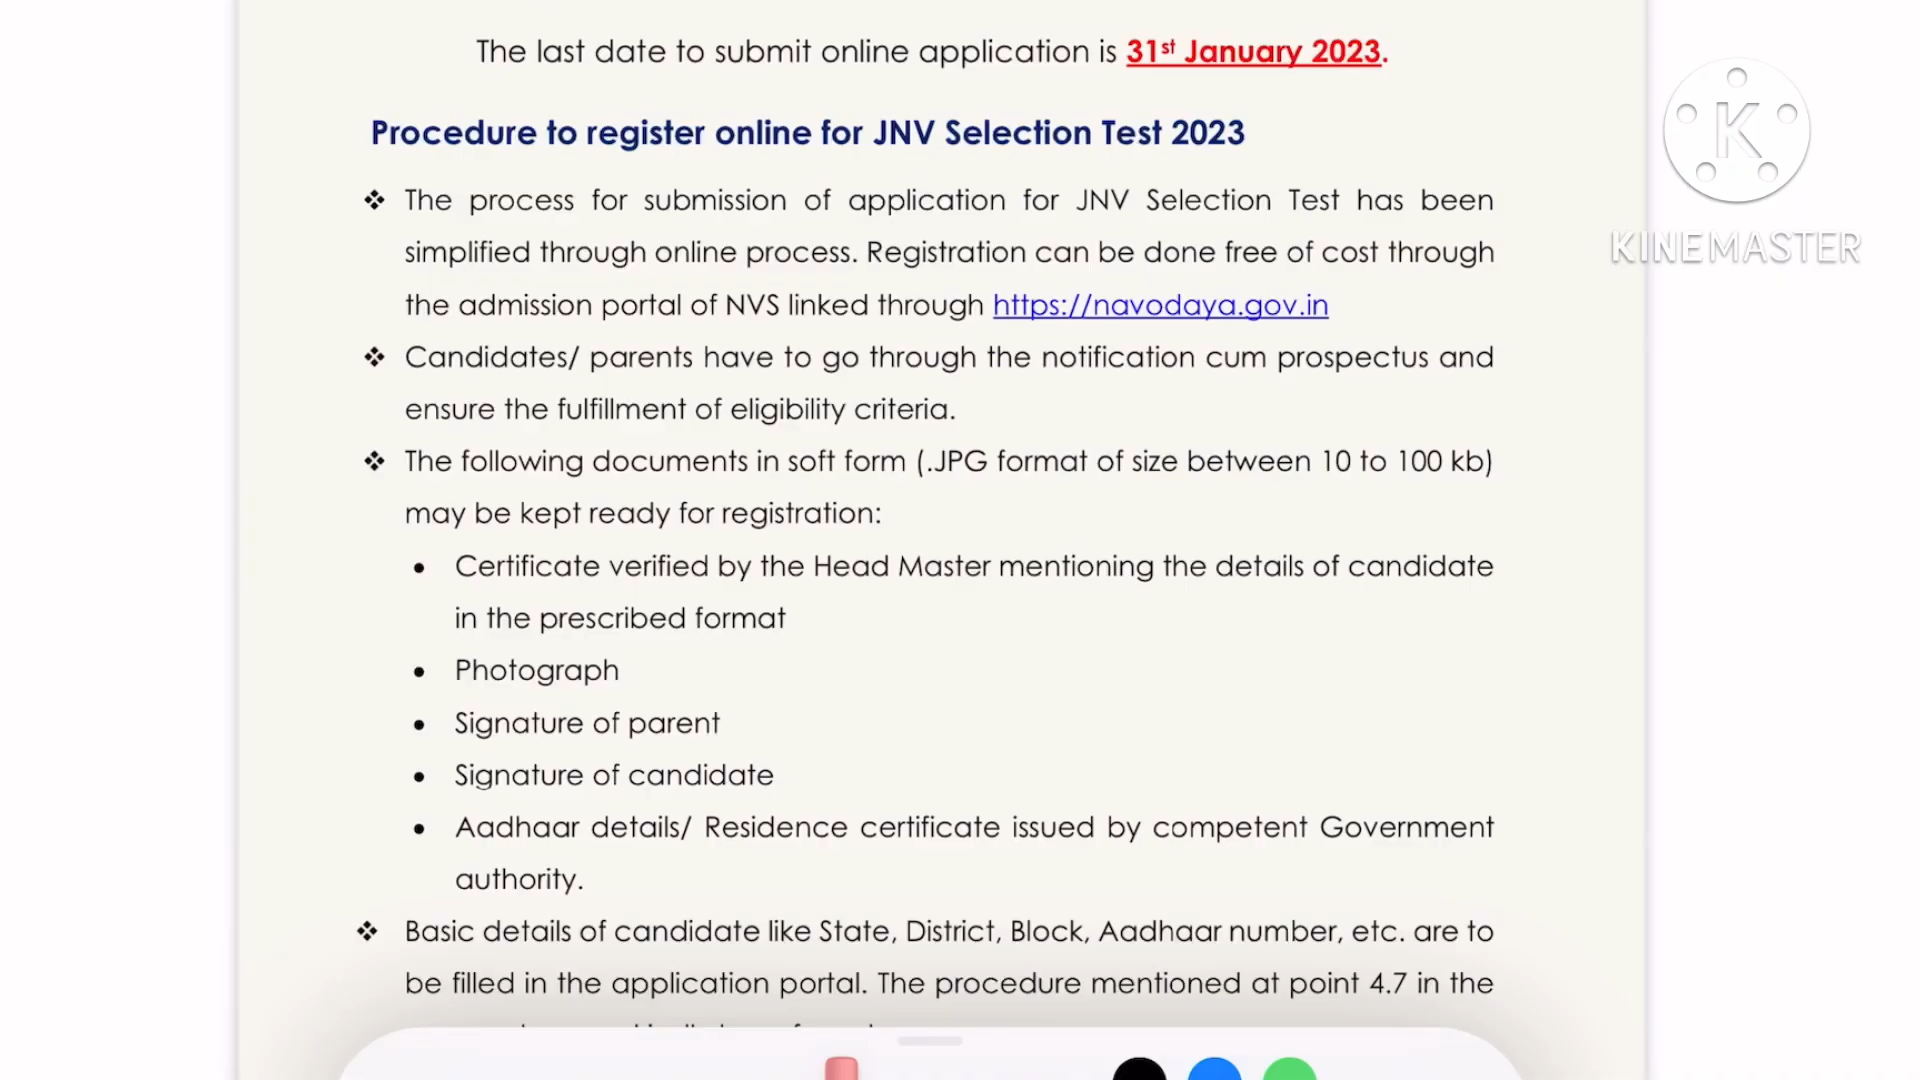 The last date to submit online application is 31st January 2023.
Procedure to register online for JNV Selection Test 2023
❖ The process for submission of application for JNV Selection Test has been
simplified through online process. Registration can be done free of cost through
the admission portal of NVS linked through https://navodaya.gov.in
❖ Candidates/ parents have to go through the notification cum prospectus and
ensure the fulfillment of eligibility criteria.
❖ The following documents in soft form (.JPG format of size between 10 to 100 kb)
may be kept ready for registration:
• Certificate verified by the Head Master mentioning the details of candidate
in the prescribed format
• Photograph
• Signature of parent
• Signature of candidate
• Aadhaar details/ Residence certificate issued by competent Government
authority.
❖ Basic details of candidate like State, District, Block, Aadhaar number, etc. are to
be filled in the application portal. The procedure mentioned at point 4.7 in the
K
KINEMASTER